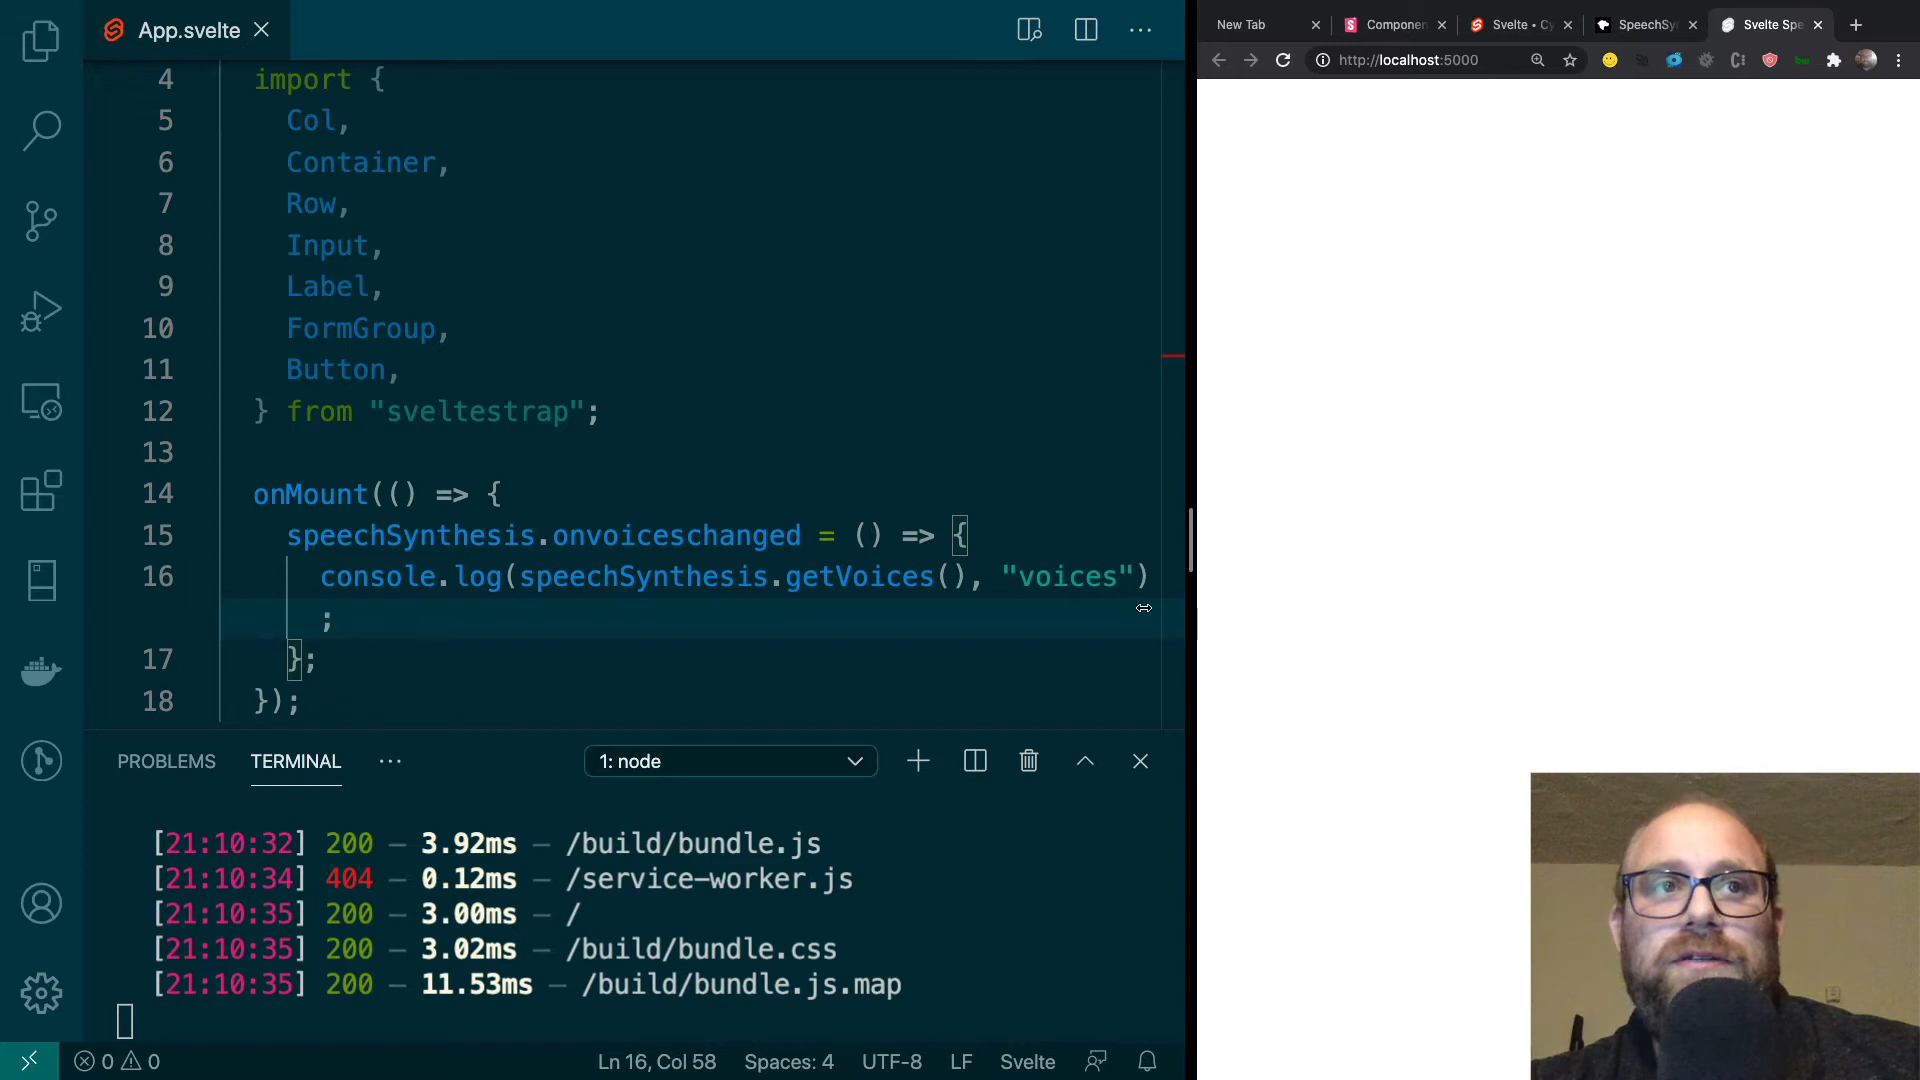 App.svelte
4 import {
5 Col,
6 Container,
7 Row,
8 Input,
9 Label,
10 FormGroup,
11 Button,
12 } from "sveltestrap";
13
14 onMount(() => {
15 speechSynthesis.onvoiceschanged = () => {
16 console.log(speechSynthesis.getVoices(), "voices")
;
17 };
18 });
PROBLEMS TERMINAL ··· 1: node
[21:10:32] 200 — 3.92ms — /build/bundle.js
[21:10:34] 404 — 0.12ms — /service-worker.js
[21:10:35] 200 — 3.00ms — /
[21:10:35] 200 — 3.02ms — /build/bundle.css
[21:10:35] 200 — 11.53ms — /build/bundle.js.map
0 0 Ln 16, Col 58 Spaces: 4 UTF-8 LF Svelte
New Tab Componen Svelte • Cy SpeechSy Svelte Spe
http://localhost:5000